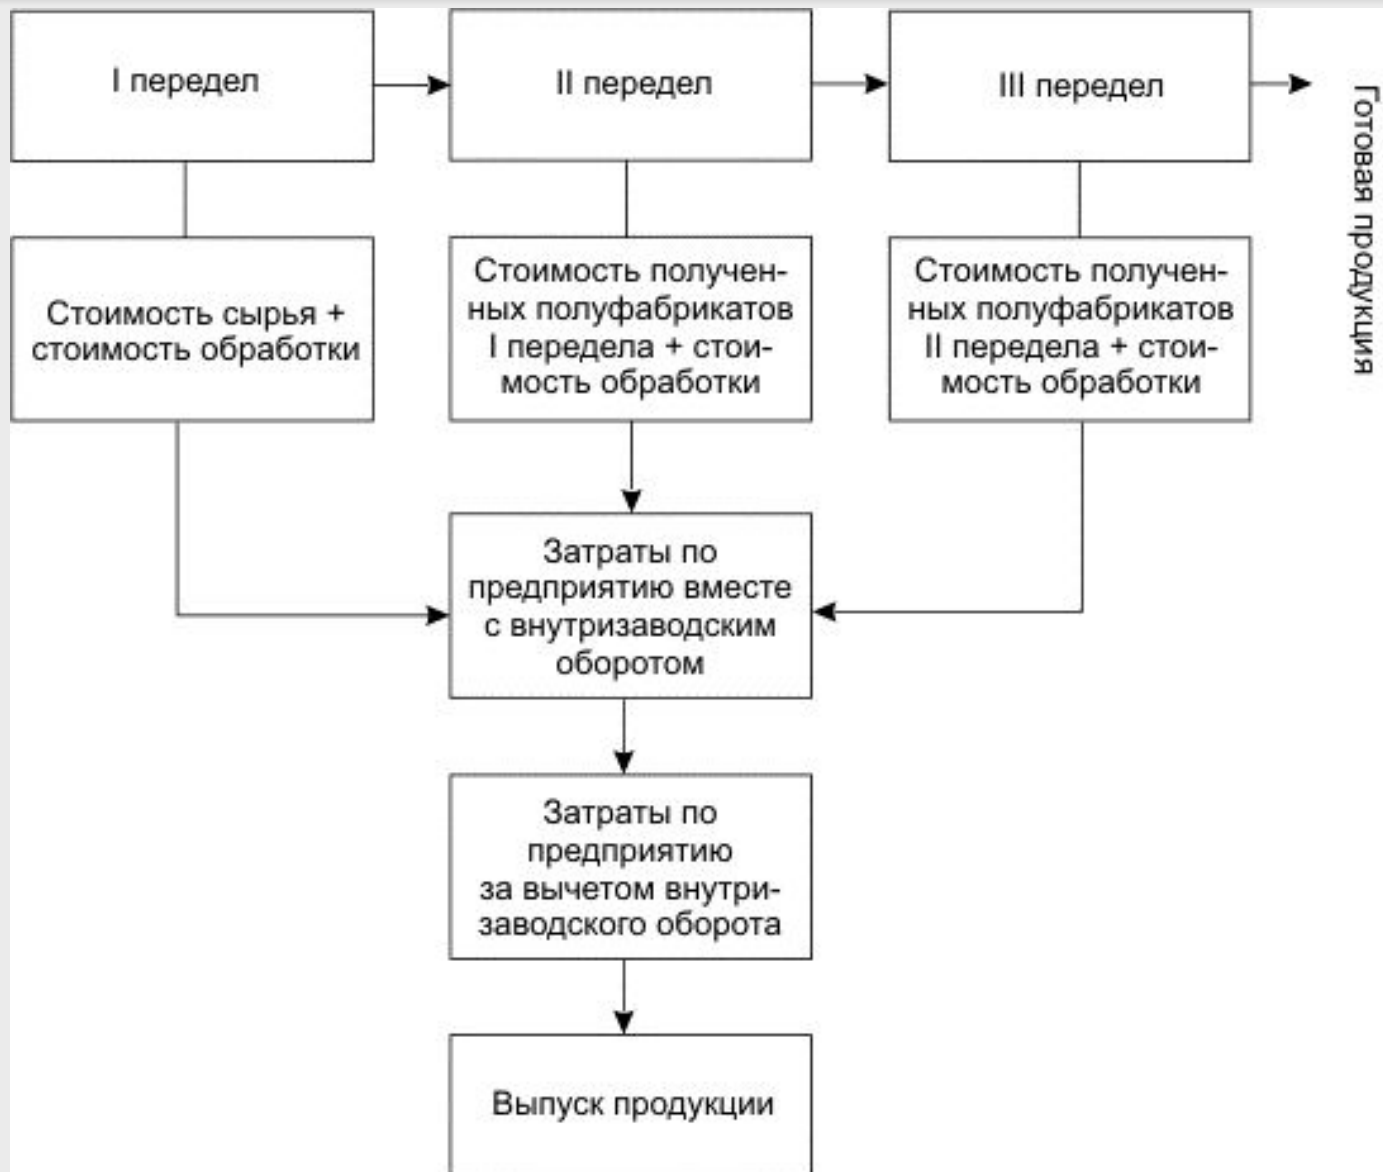 I передел
II передел
III передел
Готовая продукция
Стоимость сырья +
стоимость обработки
Стоимость получен-
ных полуфабрикатов
I передела + стои-
мость обработки
Стоимость получен-
ных полуфабрикатов
II передела + стои-
мость обработки
Затраты по
предприятию вместе
с внутризаводским
оборотом
Затраты по
предприятию
за вычетом внутри-
заводского оборота
Выпуск продукции